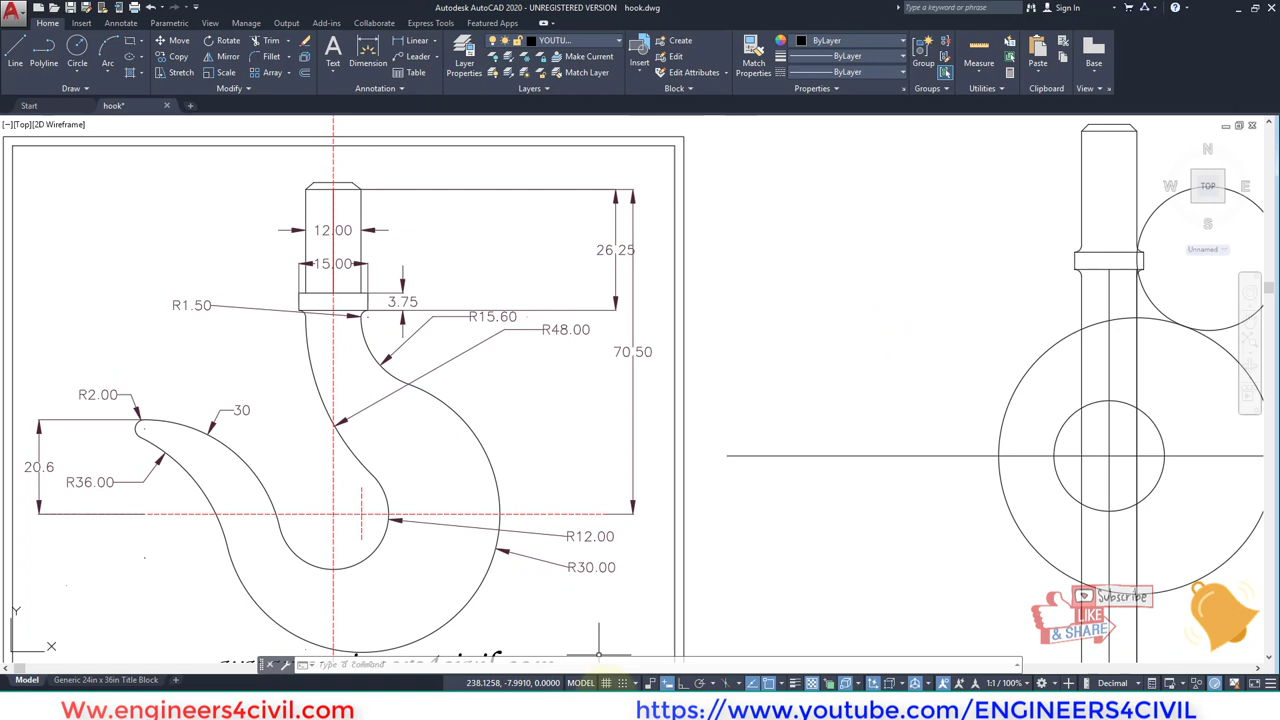 Autodesk AutoCAD 2020 - UNREGISTERED VERSION hook.dwg
Type a keyword or phrase
Sign In
Home Insert Annotate Parametric View Manage Output Add-ins Collaborate Express Tools Featured Apps
Line Polyline Circle Arc
Move Rotate Trim
Copy Mirror Fillet
Stretch Scale Array
Text Dimension
Linear
Leader
Table
Layer Properties
YOUTU...
Make Current
Match Layer
Insert
Create
Edit
Edit Attributes
Match Properties
ByLayer
ByLayer
ByLayer
Group
Measure
Paste
Base
Draw Modify Annotation Layers Block Properties Groups Utilities Clipboard View
Start hook*
[−][Top][2D Wireframe]
N
W TOP E
S
Unnamed
12.00
26.25
15.00
3.75
R1.50
R15.60
R48.00
70.50
R2.00
30
20.6
R36.00
R12.00
R30.00
Y
X
Subscribe
LIKE
& SHARE
Type a command
Model Generic 24in x 36in Title Block
238.1258, -7.9910, 0.0000 MODEL
1:1 / 100%
Decimal
Ww.engineers4civil.com
https://www.youtube.com/ENGINEERS4CIVIL